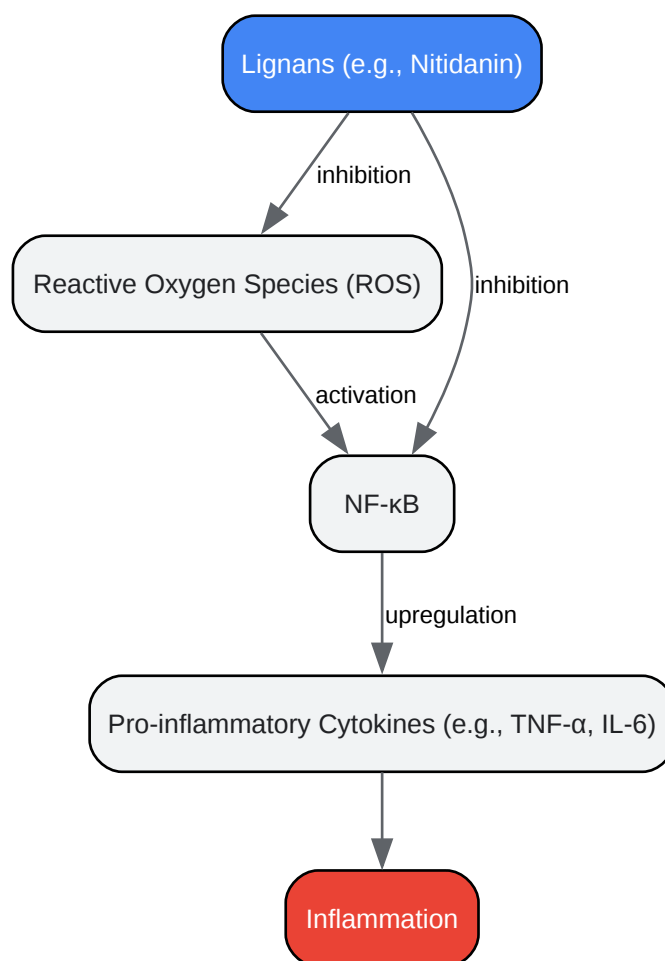 Lignans (e.g., Nitidanin)
inhibition
Reactive Oxygen Species (ROS)
inhibition
activation
NF-κB
upregulation
Pro-inflammatory Cytokines (e.g., TNF-α, IL-6)
Inflammation